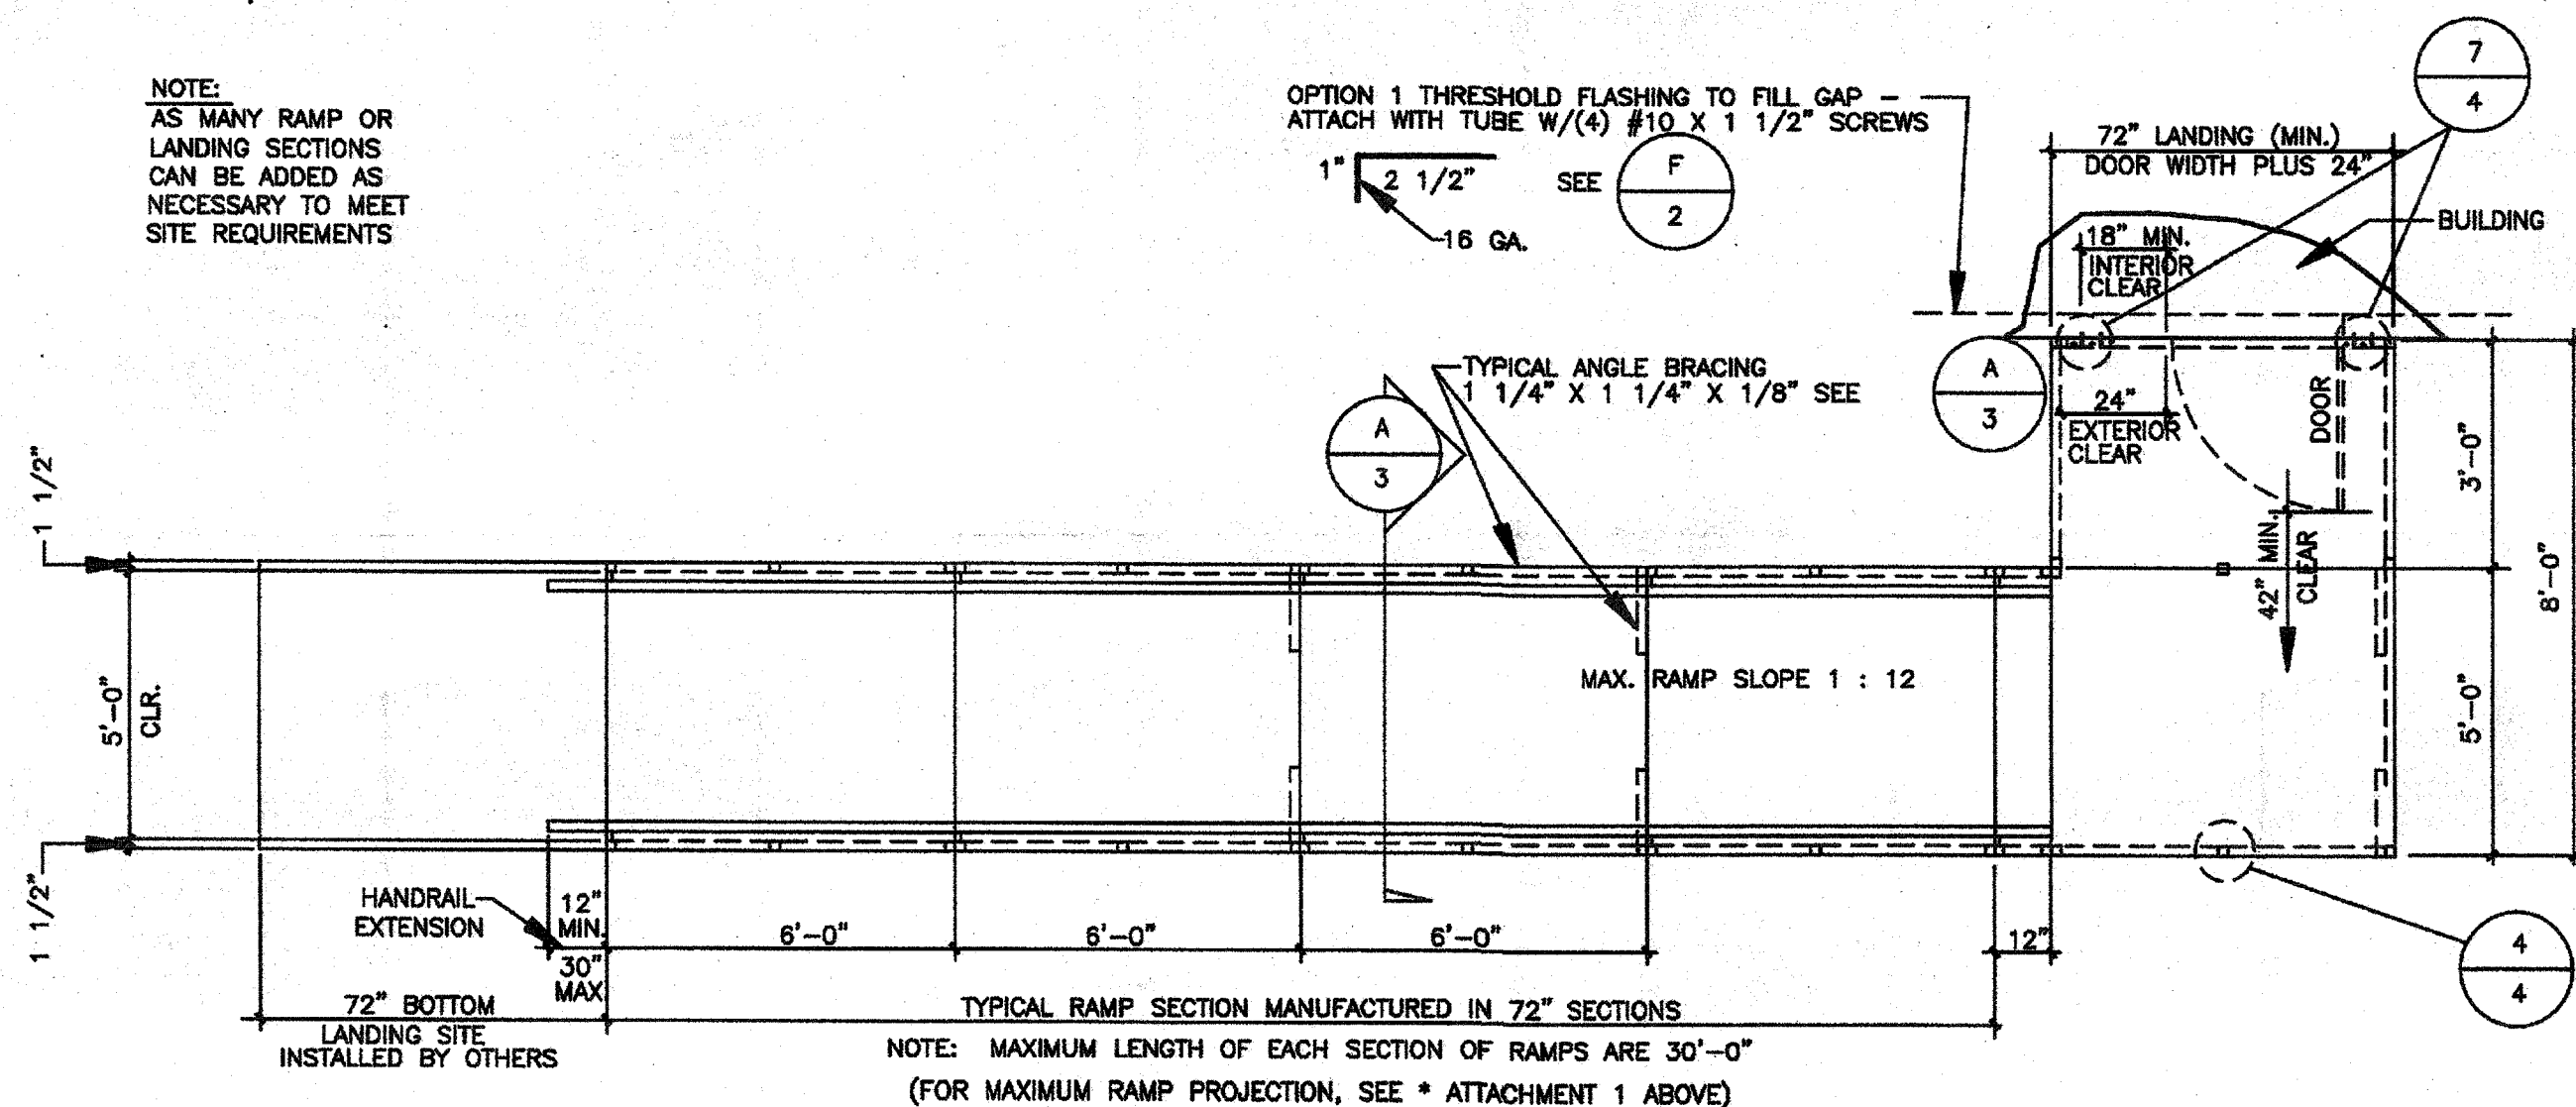 NOTE:
AS MANY RAMP OR
LANDING SECTIONS
CAN BE ADDED AS
NECESSARY TO MEET
SITE REQUIREMENTS
OPTION 1 THRESHOLD FLASHING TO FILL GAP –
ATTACH WITH TUBE W/(4) #10 X 1 1/2" SCREWS
1"
2 1/2"
16 GA.
SEE
F
2
7
4
72" LANDING (MIN.)
DOOR WIDTH PLUS 24"
BUILDING
18" MIN.
INTERIOR
CLEAR
A
3
24"
EXTERIOR
CLEAR
DOOR
42" MIN.
CLEAR
3'-0"
8'-0"
5'-0"
TYPICAL ANGLE BRACING
1 1/4" X 1 1/4" X 1/8" SEE
A
3
1 1/2"
5'-0"
CLR.
1 1/2"
MAX. RAMP SLOPE 1 : 12
HANDRAIL
EXTENSION
12"
MIN.
30"
MAX
6'-0"
6'-0"
6'-0"
12"
4
4
72" BOTTOM
LANDING SITE
INSTALLED BY OTHERS
TYPICAL RAMP SECTION MANUFACTURED IN 72" SECTIONS
NOTE: MAXIMUM LENGTH OF EACH SECTION OF RAMPS ARE 30'-0"
(FOR MAXIMUM RAMP PROJECTION, SEE * ATTACHMENT 1 ABOVE)